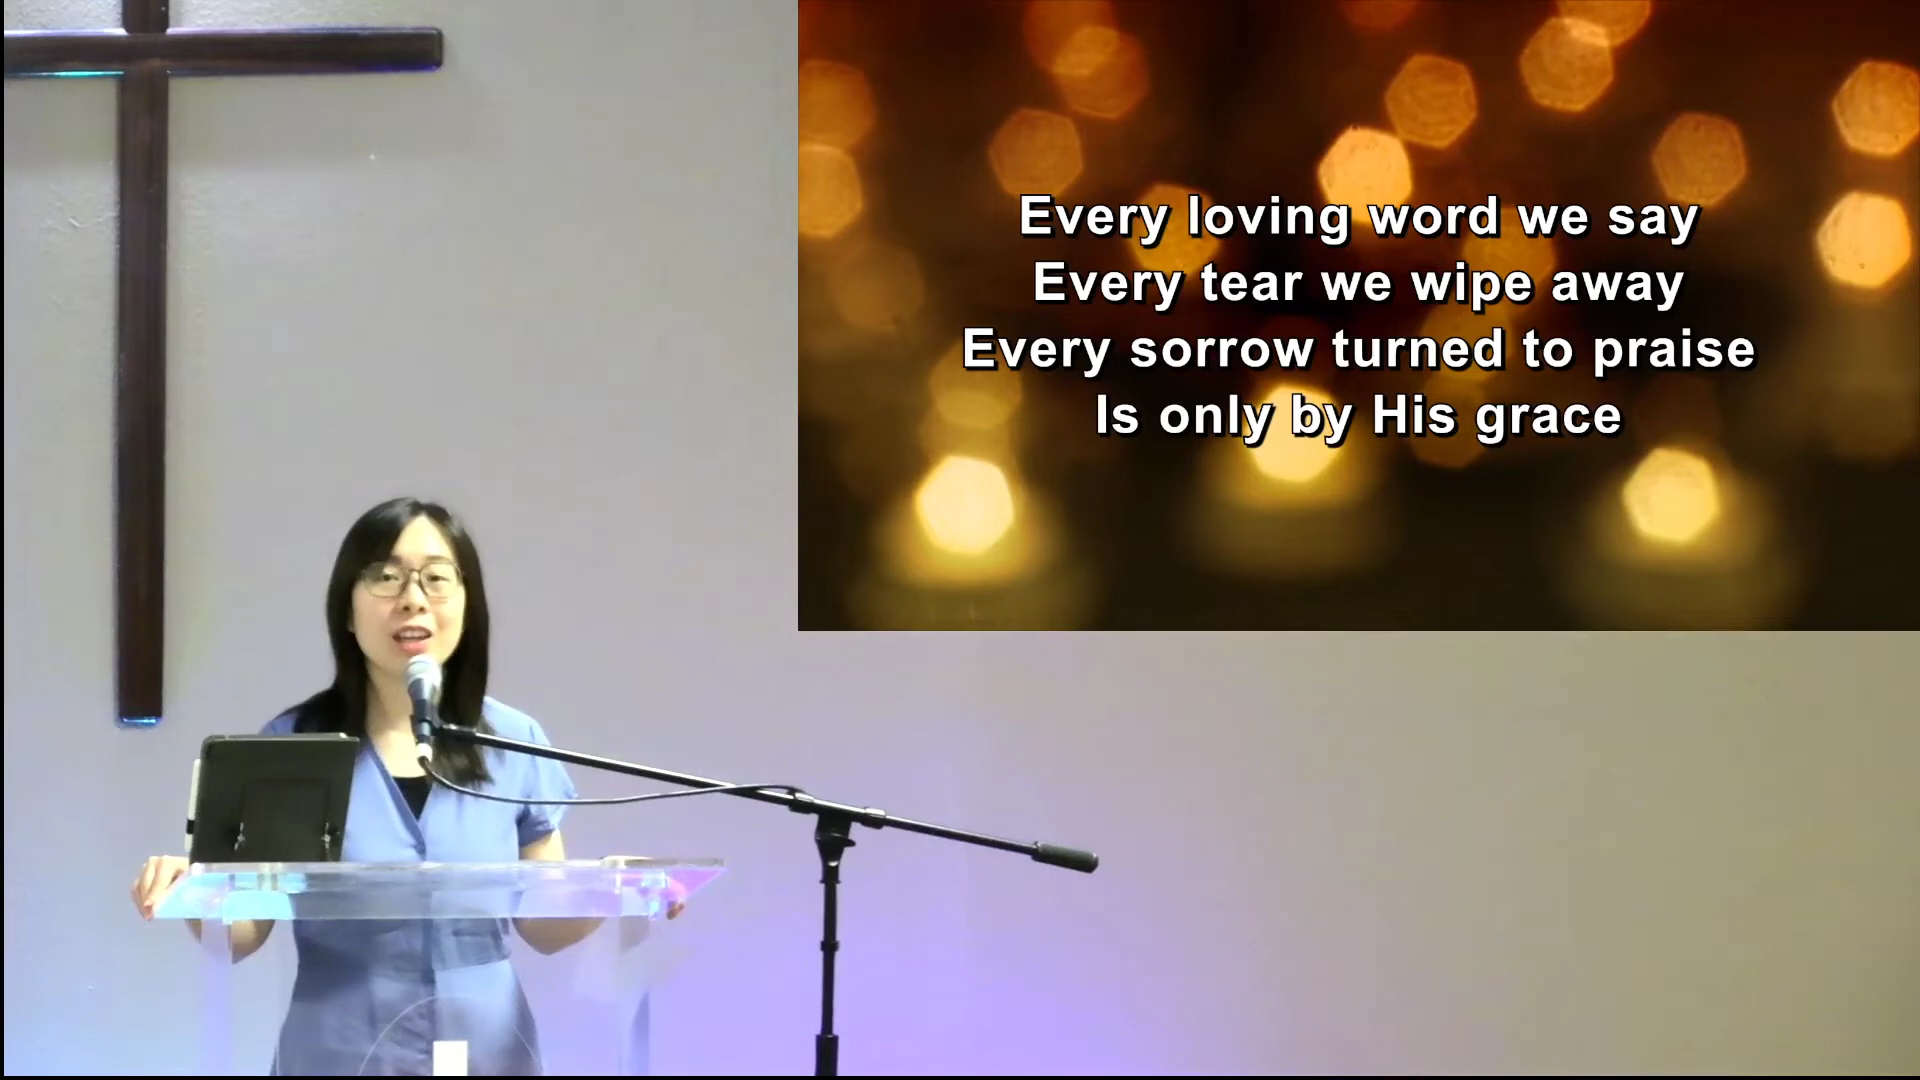 Every loving word we say
Every tear we wipe away
Every sorrow turned to praise
Is only by His grace